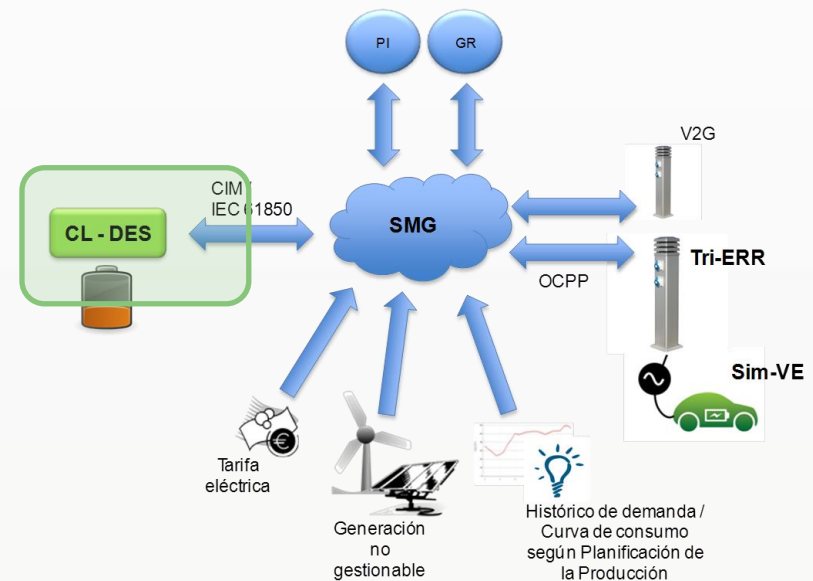 PI
GR
V2G
CIM /
IEC 61850
CL - DES
SMG
Tri-ERR
OCPP
Sim-VE
Tarifa
eléctrica
Generación
no
gestionable
Histórico de demanda /
Curva de consumo
según Planificación de
la Producción